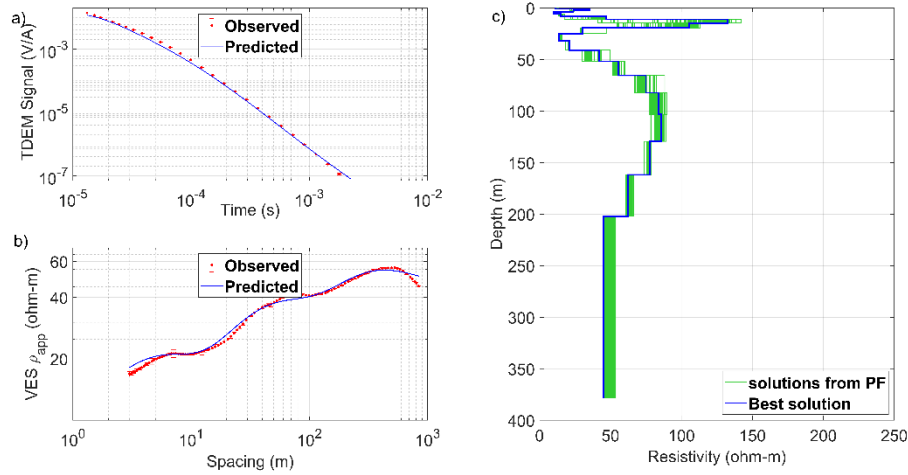 a)
TDEM Signal (V/A)
10^-3
10^-5
10^-7
Observed
Predicted
10^-5
10^-4
10^-3
10^-2
Time (s)
b)
VES ρapp (ohm-m)
60
40
20
Observed
Predicted
10^0
10^1
10^2
10^3
Spacing (m)
c)
Depth (m)
0
50
100
150
200
250
300
350
400
solutions from PF
Best solution
0
50
100
150
200
250
Resistivity (ohm-m)